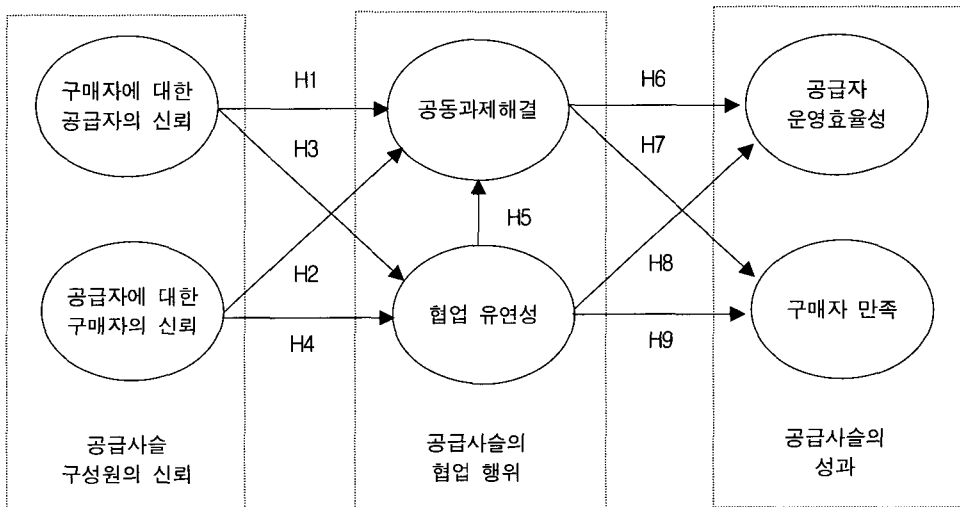 구매자에 대한
공급자의 신뢰
H1
공동과제해결
H6
공급자
운영효율성
H3
H7
H5
공급자에 대한
구매자의 신뢰
H2
H4
협업 유연성
H8
H9
구매자 만족
공급사슬
구성원의 신뢰
공급사슬의
협업 행위
공급사슬의
성과